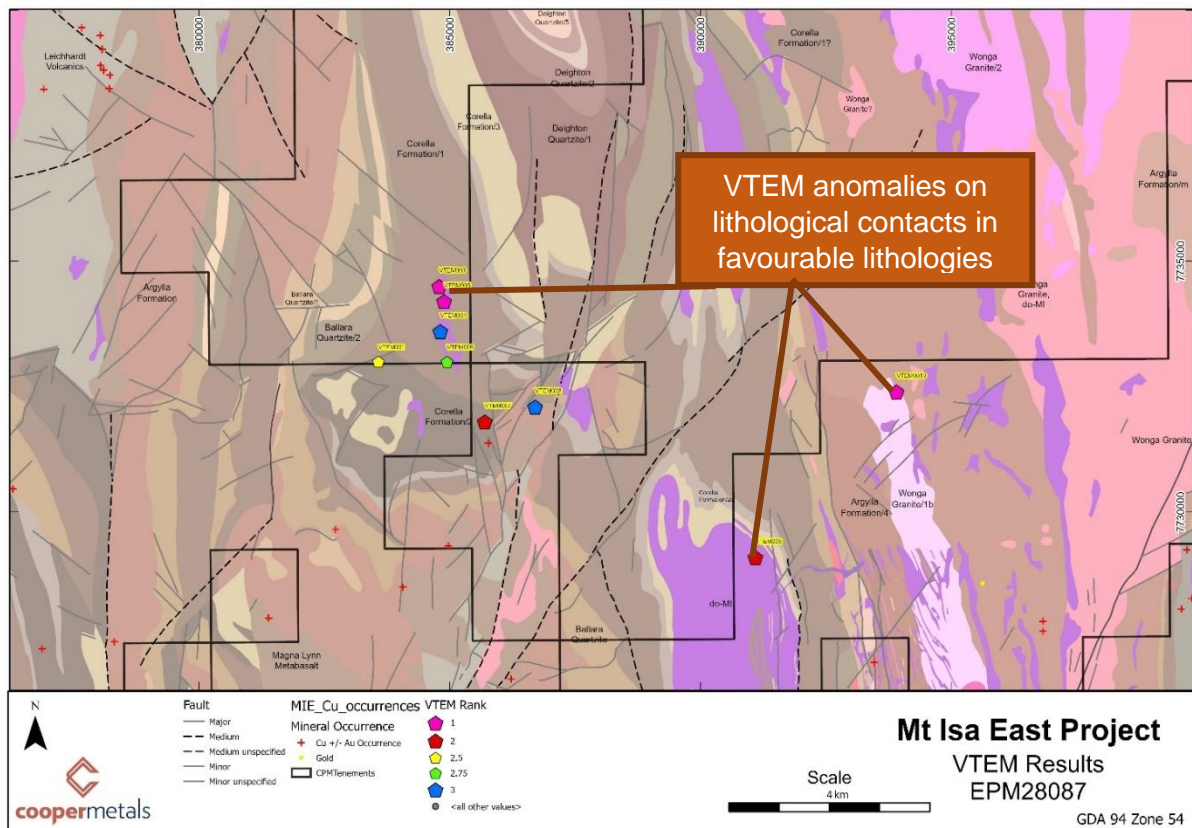 380000
385000
390000
395000
Leichhardt
Volcanics
Deighton
Quartzite/5
Deighton
Quartzite/2
Corella
Formation/1?
Wonga
Granite/2
Corella
Formation/3
Corella
Formation/1
Deighton
Quartzite/1
Wonga
Granite?
Argylla
Formation/m
VTEM anomalies on
lithological contacts in
favourable lithologies
7735000
Argylla
Formation
Ballara
Ballara
Quartzite/2
Wonga
Granite,
do-MI
Corella
Formation/2
Wonga Granite
Corella
Argylla
Formation/4
Wonga
Granite/1b
7730000
do-MI
Ballara
Quartzite
Magna Lynn
Metabasalt
N
coopermetals
Fault
Major
Medium
Medium unspecified
Minor
Minor unspecified
MIE_Cu_occurrences
Mineral Occurrence
Cu +/- Au Occurrence
Gold
CPMTenements
VTEM Rank
1
2
2.5
2.75
3
<all other values>
Scale
4 km
Mt Isa East Project
VTEM Results
EPM28087
GDA 94 Zone 54